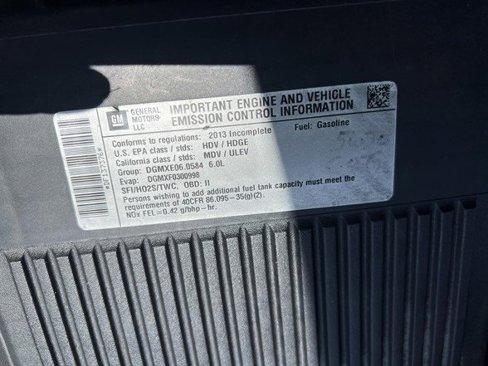 GM
GENERAL
MOTORS
LLC
IMPORTANT ENGINE AND VEHICLE
EMISSION CONTROL INFORMATION
Conforms to regulations: 2013 Incomplete Fuel: Gasoline
U.S. EPA class / stds: HDV / HDGE
California class / stds: MDV / ULEV
Group: DGMXE06.0584 6.0L
Evap: DGMXF0300998
SFI/HO2S/TWC, OBD: II
Persons wishing to add additional fuel tank capacity must meet the
requirements of 40CFR 86.095-35(g)(2).
NOx FEL=0.42 g/bhp-hr.